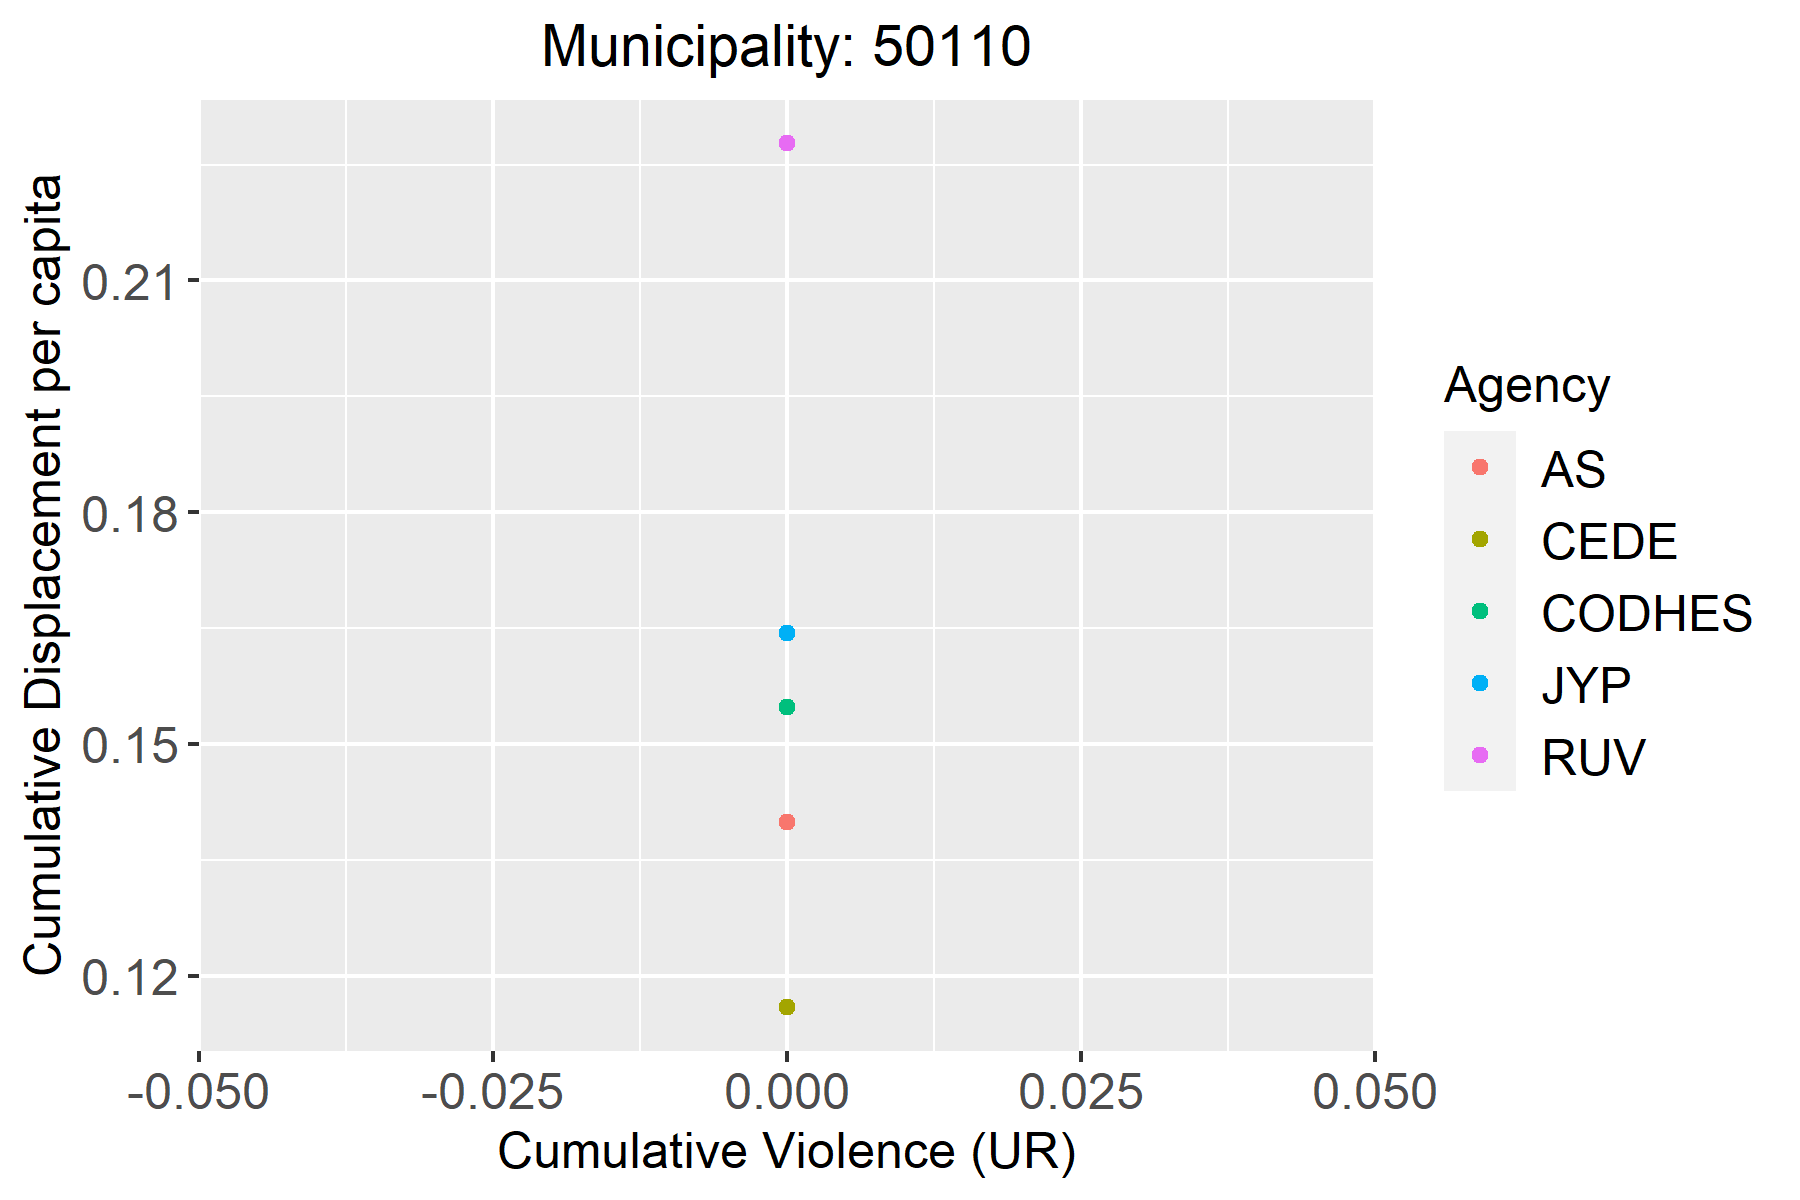 Municipality: 50110
Cumulative Displacement per capita
0.21
0.18
0.15
0.12
-0.050
-0.025
0.000
0.025
0.050
Cumulative Violence (UR)
Agency
AS
CEDE
CODHES
JYP
RUV